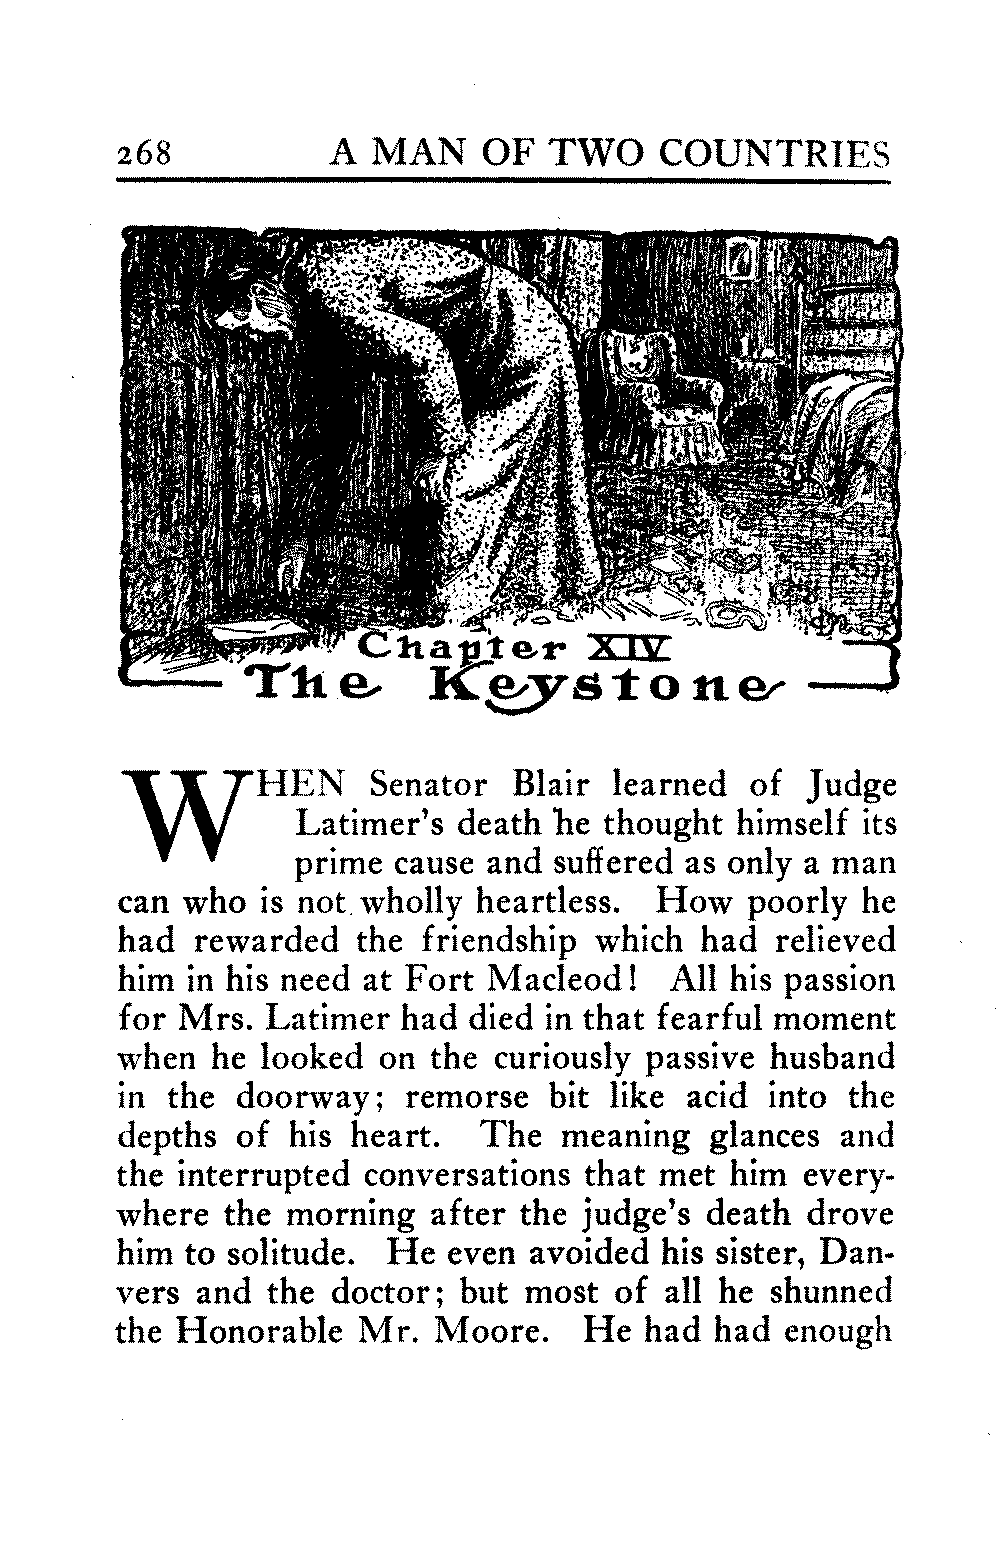 268 A MAN OF TWO COUNTRIES
Chapter XIV
The Keystone
WHEN Senator Blair learned of Judge
Latimer's death he thought himself its
prime cause and suffered as only a man
can who is not wholly heartless. How poorly he
had rewarded the friendship which had relieved
him in his need at Fort Macleod! All his passion
for Mrs. Latimer had died in that fearful moment
when he looked on the curiously passive husband
in the doorway; remorse bit like acid into the
depths of his heart. The meaning glances and
the interrupted conversations that met him every-
where the morning after the judge's death drove
him to solitude. He even avoided his sister, Dan-
vers and the doctor; but most of all he shunned
the Honorable Mr. Moore. He had had enough